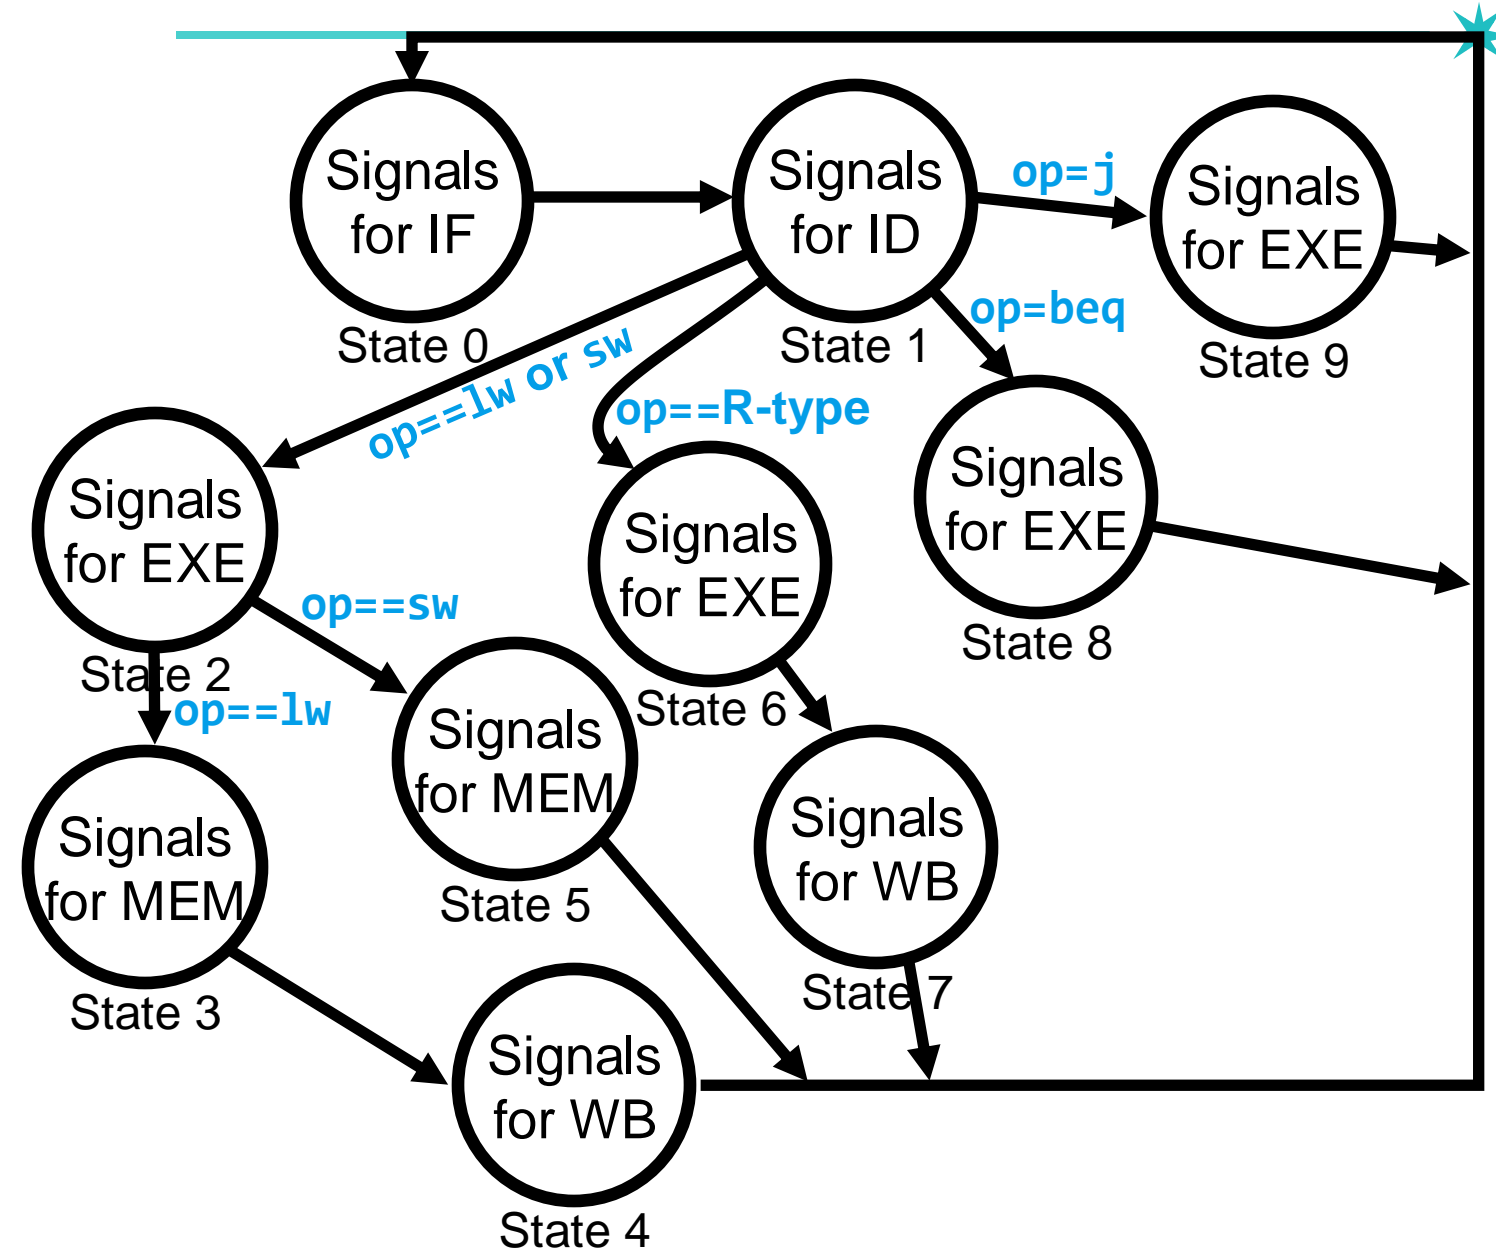 Signals
for IF
State 0
Signals
for ID
State 1
op=j
Signals
for EXE
State 9
op=beq
op==lw or sw
op==R-type
Signals
for EXE
State 2
Signals
for EXE
State 6
Signals
for EXE
State 8
op==sw
op==lw
Signals
for MEM
State 5
Signals
for MEM
State 3
Signals
for WB
State 7
Signals
for WB
State 4